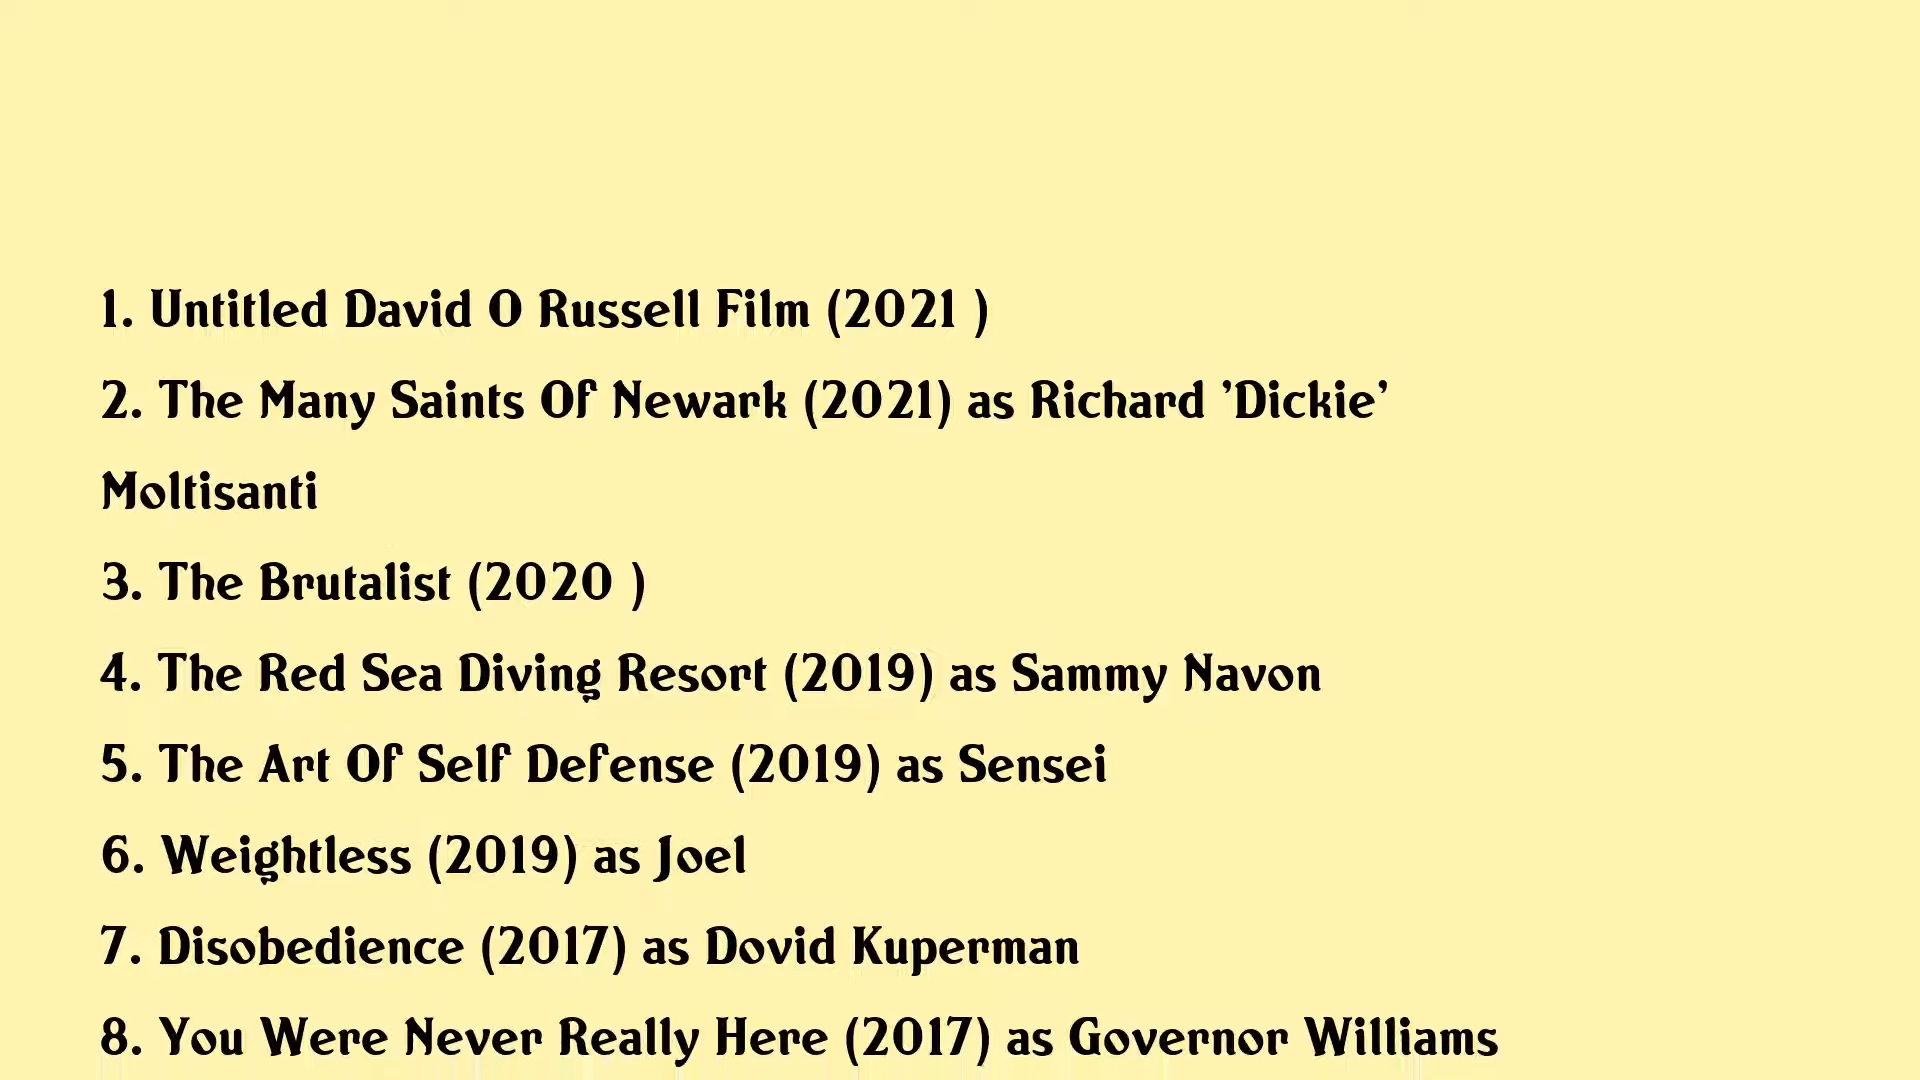 1. Untitled David O Russell Film (2021 )
2. The Many Saints Of Newark (2021) as Richard 'Dickie'
Moltisanti
3. The Brutalist (2020 )
4. The Red Sea Diving Resort (2019) as Sammy Navon
5. The Art Of Self Defense (2019) as Sensei
6. Weightless (2019) as Joel
7. Disobedience (2017) as Dovid Kuperman
8. You Were Never Really Here (2017) as Governor Williams